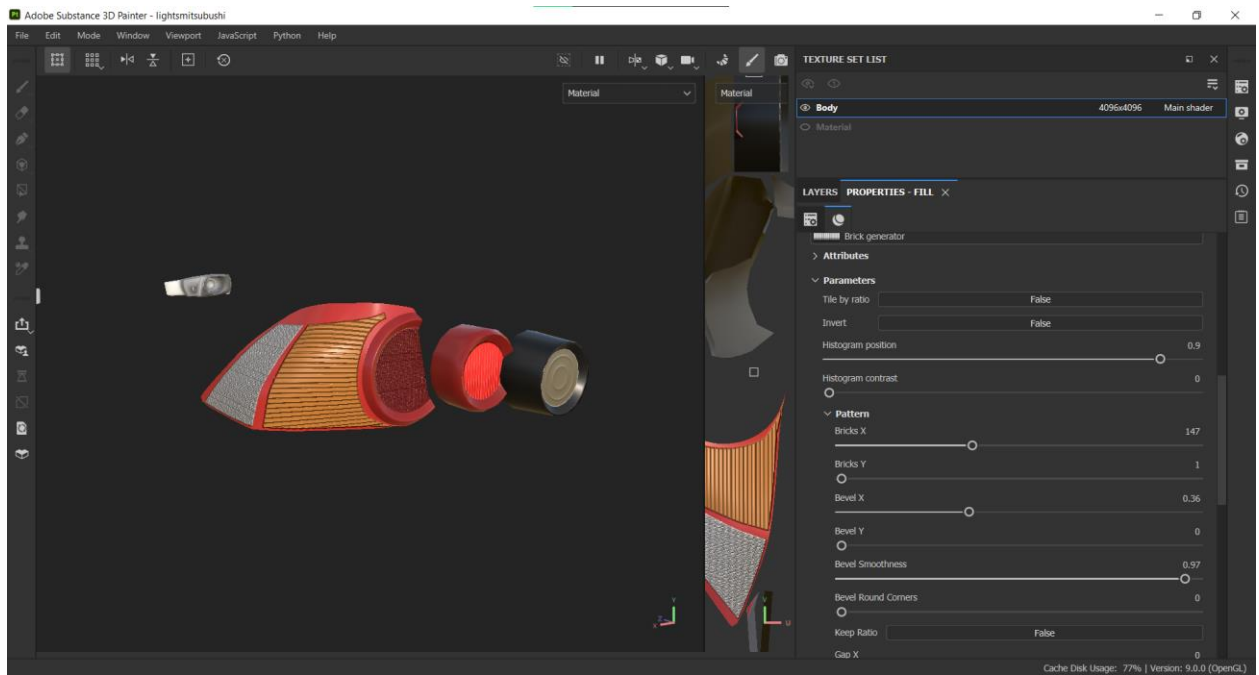 Adobe Substance 3D Painter - lightsmitsubushi
File Edit Mode Window Viewport JavaScript Python Help
Material
Material
TEXTURE SET LIST
Body 4096x4096 Main shader
Material
LAYERS PROPERTIES - FILL
Brick generator
Attributes
Parameters
Tile by ratio False
Invert False
Histogram position 0.9
Histogram contrast 0
Pattern
Bricks X 147
Bricks Y 1
Bevel X 0.36
Bevel Y 0
Bevel Smoothness 0.97
Bevel Round Corners 0
Keep Ratio False
Gap X 0
Y
Z
X
V
U
Cache Disk Usage: 77% | Version: 9.0.0 (OpenGL)